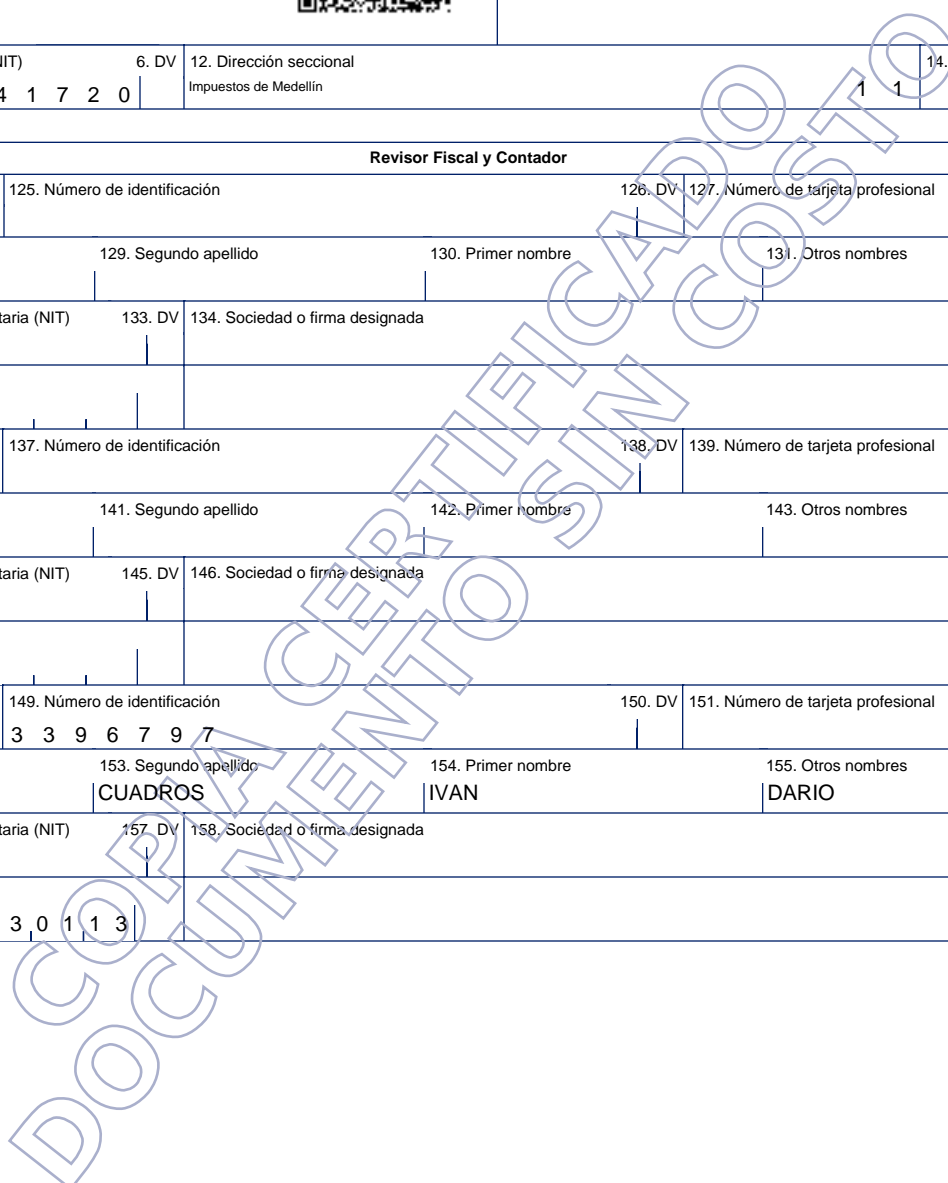 NIT) 6. DV 12. Dirección seccional 14.
4 1 7 2 0 Impuestos de Medellín 1 1
Revisor Fiscal y Contador
125. Número de identificación 126. DV 127. Número de tarjeta profesional
129. Segundo apellido 130. Primer nombre 131. Otros nombres
taria (NIT) 133. DV 134. Sociedad o firma designada
137. Número de identificación 138. DV 139. Número de tarjeta profesional
141. Segundo apellido 142. Primer nombre 143. Otros nombres
taria (NIT) 145. DV 146. Sociedad o firma designada
149. Número de identificación 150. DV 151. Número de tarjeta profesional
3 3 9 6 7 9 7
153. Segundo apellido 154. Primer nombre 155. Otros nombres
CUADROS IVAN DARIO
taria (NIT) 157. DV 158. Sociedad o firma designada
3 0 1 1 3
COPIA CERTIFICADO
DOCUMENTO SIN COSTO